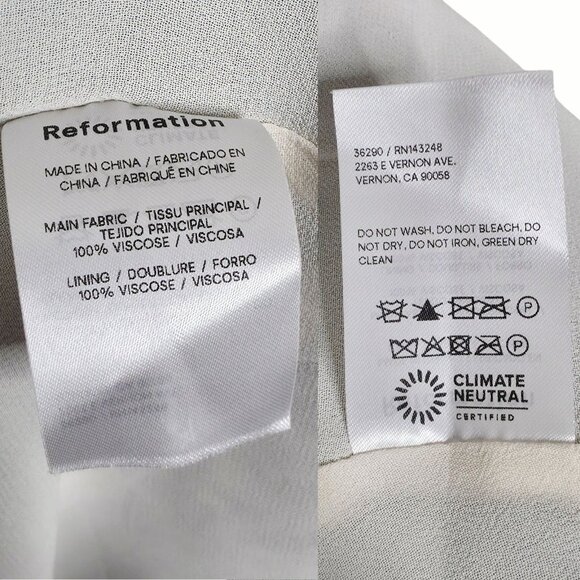 Reformation
CLIMATE
MADE IN CHINA / FABRICADO EN
CHINA / FABRIQUÉ EN CHINE
MAIN FABRIC / TISSU PRINCIPAL /
TEJIDO PRINCIPAL
100% VISCOSE / VISCOSA
LINING / DOUBLURE / FORRO
100% VISCOSE / VISCOSA
36290 / RN143248
2263 E VERNON AVE.
VERNON, CA 90058
DO NOT WASH, DO NOT BLEACH, DO
NOT DRY, DO NOT IRON, GREEN DRY
CLEAN
P
P
CLIMATE
NEUTRAL
CERTIFIED